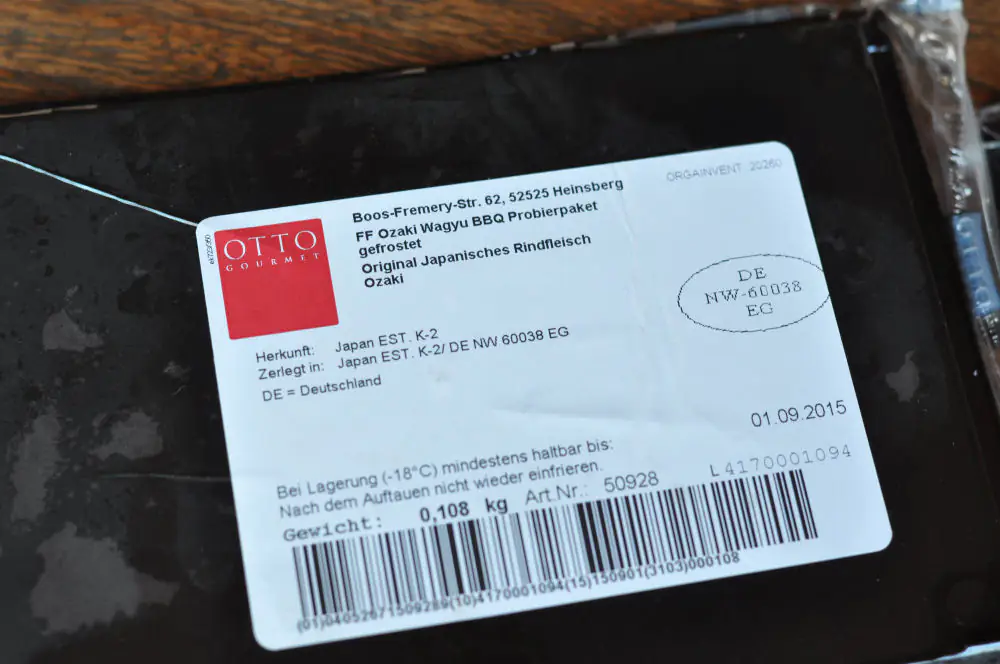 ORGAINVENT 20260
Boos-Fremery-Str. 62, 52525 Heinsberg
FF Ozaki Wagyu BBQ Probierpaket
gefrostet
Original Japanisches Rindfleisch
Ozaki
OTTO
GOURMET
DE
NW-60038
EG
Herkunft: Japan EST. K-2
Zerlegt in: Japan EST. K-2/ DE NW 60038 EG
DE = Deutschland
01.09.2015
Bei Lagerung (-18°C) mindestens haltbar bis:
Nach dem Auftauen nicht wieder einfrieren.
Gewicht: 0,108 kg Art.Nr.: 50928 L4170001094
(01)04052671509289(10)4170001094(15)150901(3103)000108